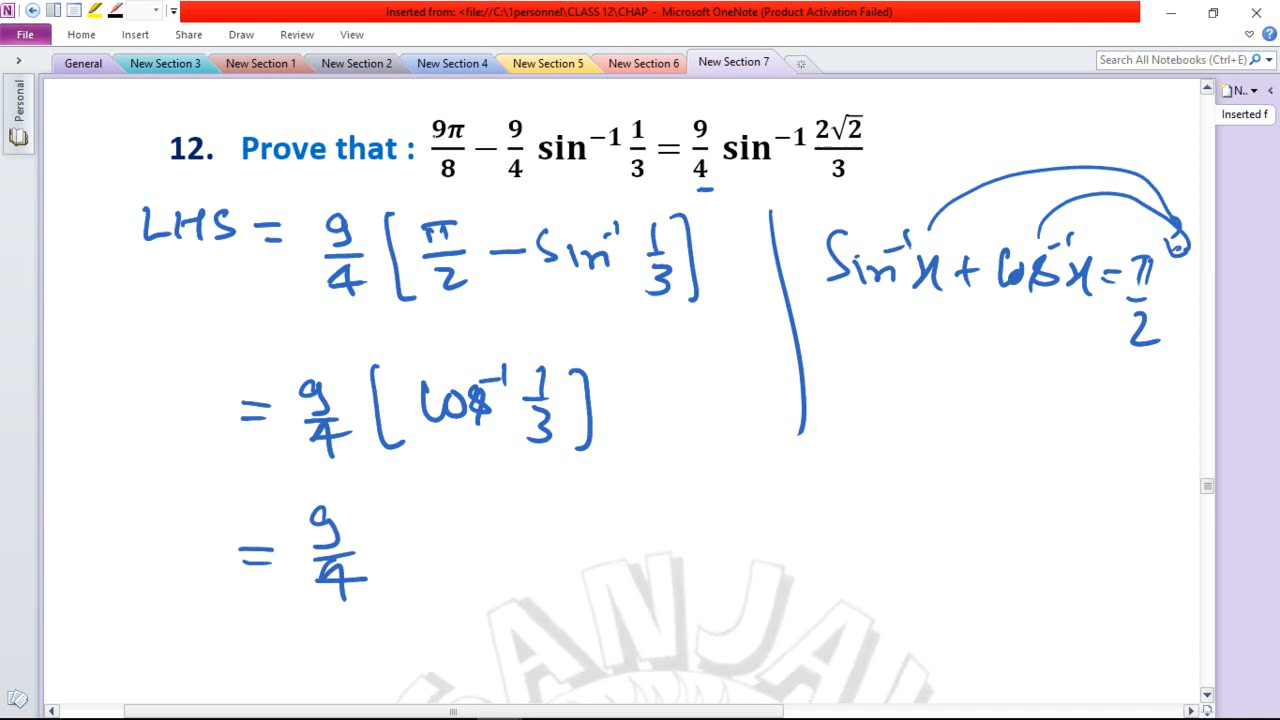 Inserted from: <file://C:\1personnel\CLASS 12\CHAP - Microsoft OneNote (Product Activation Failed)
File Home Insert Share Draw Review View
General New Section 3 New Section 1 New Section 2 New Section 4 New Section 5 New Section 6 New Section 7 Search All Notebooks (Ctrl+E)
Personal
N..
Inserted f
12. Prove that : 9π/8 − 9/4 sin⁻¹ 1/3 = 9/4 sin⁻¹ 2√2/3
LHS = 9/4 [π/2 − Sin⁻¹ 1/3]
Sin⁻¹x + Cos⁻¹x = π/2
= 9/4 [Cos⁻¹ 1/3]
= 9/4
ANJA